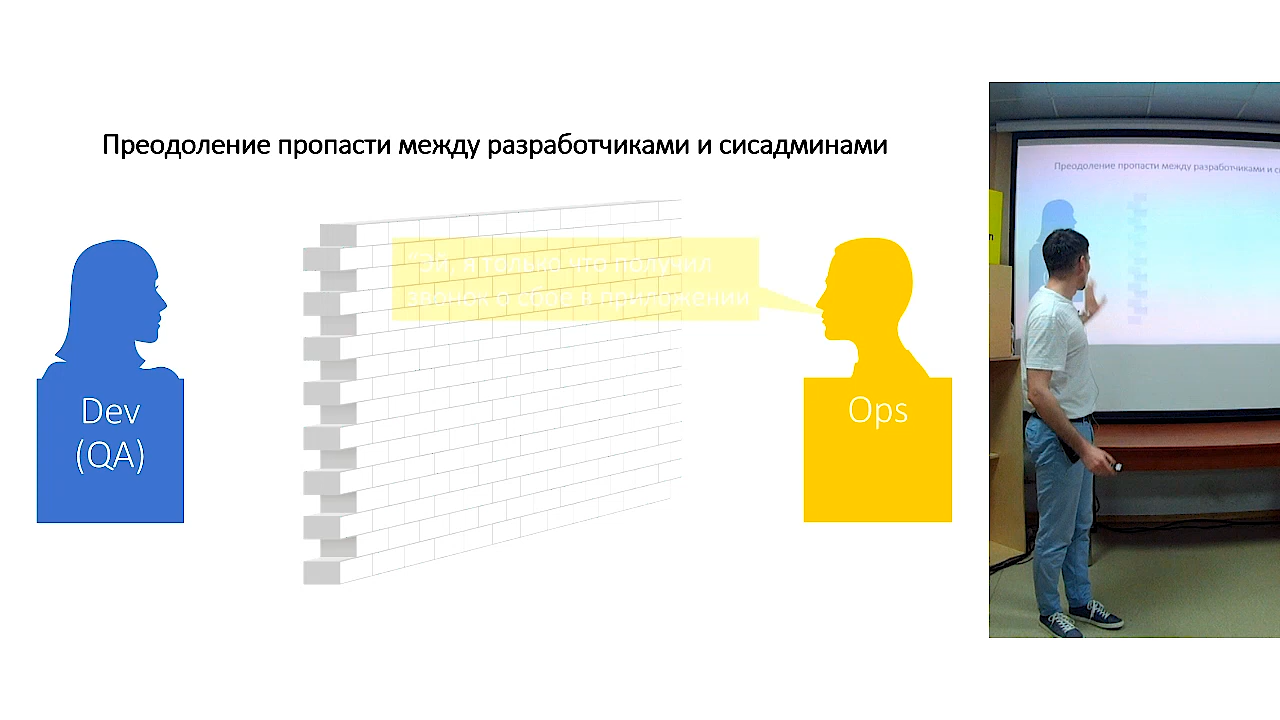 Преодоление пропасти между разработчиками и сисадминами
"Эй, я только что получил
звонок о сбое в приложении
Dev
(QA)
Ops
Преодоление пропасти между разработчиками и